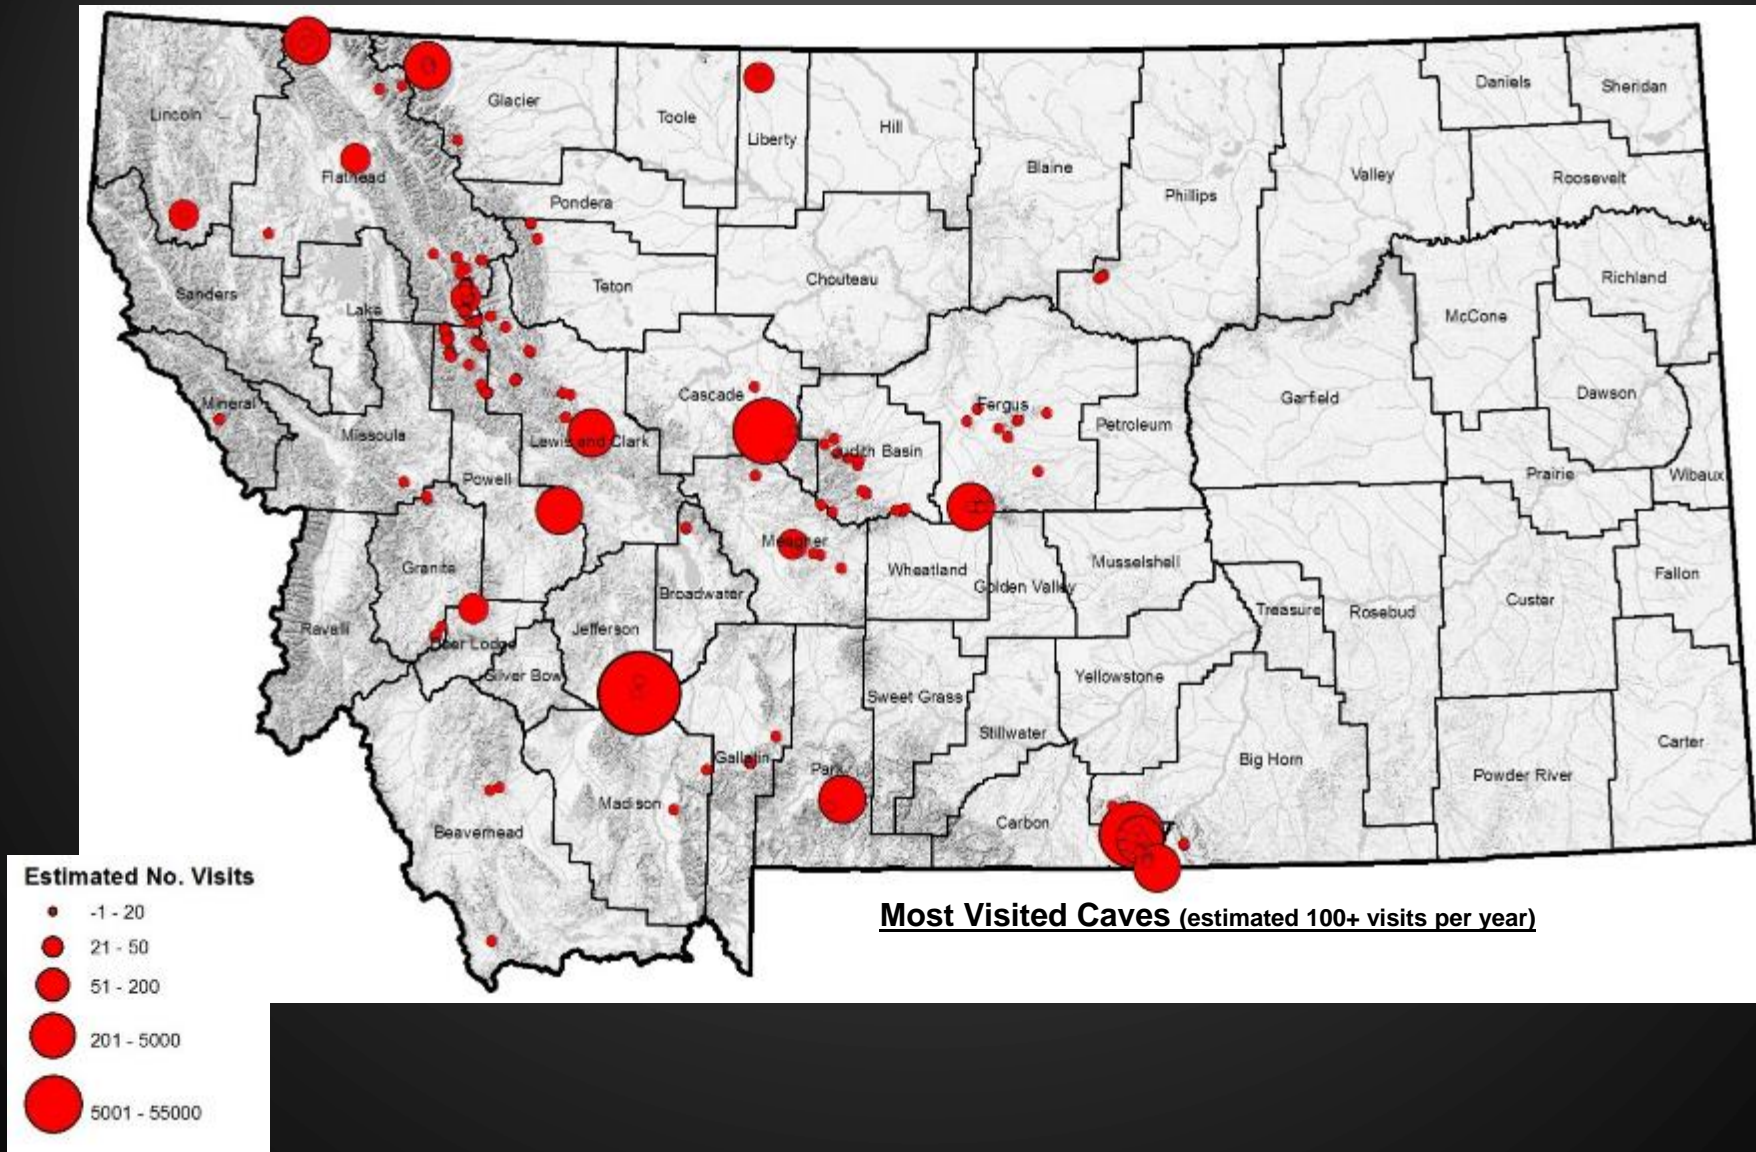 Daniels
Sheridan
Lincoln
Glacier
Toole
Liberty
Hill
Blaine
Phillips
Valley
Roosevelt
Flathead
Pondera
Sanders
Lake
Teton
Chouteau
Richland
McCone
Mineral
Missoula
Cascade
Fergus
Petroleum
Garfield
Dawson
Lewis and Clark
Judith Basin
Powell
Prairie
Wibaux
Granite
Meagher
Wheatland
Golden Valley
Musselshell
Treasure
Rosebud
Custer
Fallon
Ravalli
Deer Lodge
Jefferson
Broadwater
Silver Bow
Sweet Grass
Yellowstone
Stillwater
Big Horn
Powder River
Carter
Gallatin
Park
Madison
Beaverhead
Carbon
Estimated No. Visits
-1 - 20
21 - 50
51 - 200
201 - 5000
5001 - 55000
Most Visited Caves (estimated 100+ visits per year)